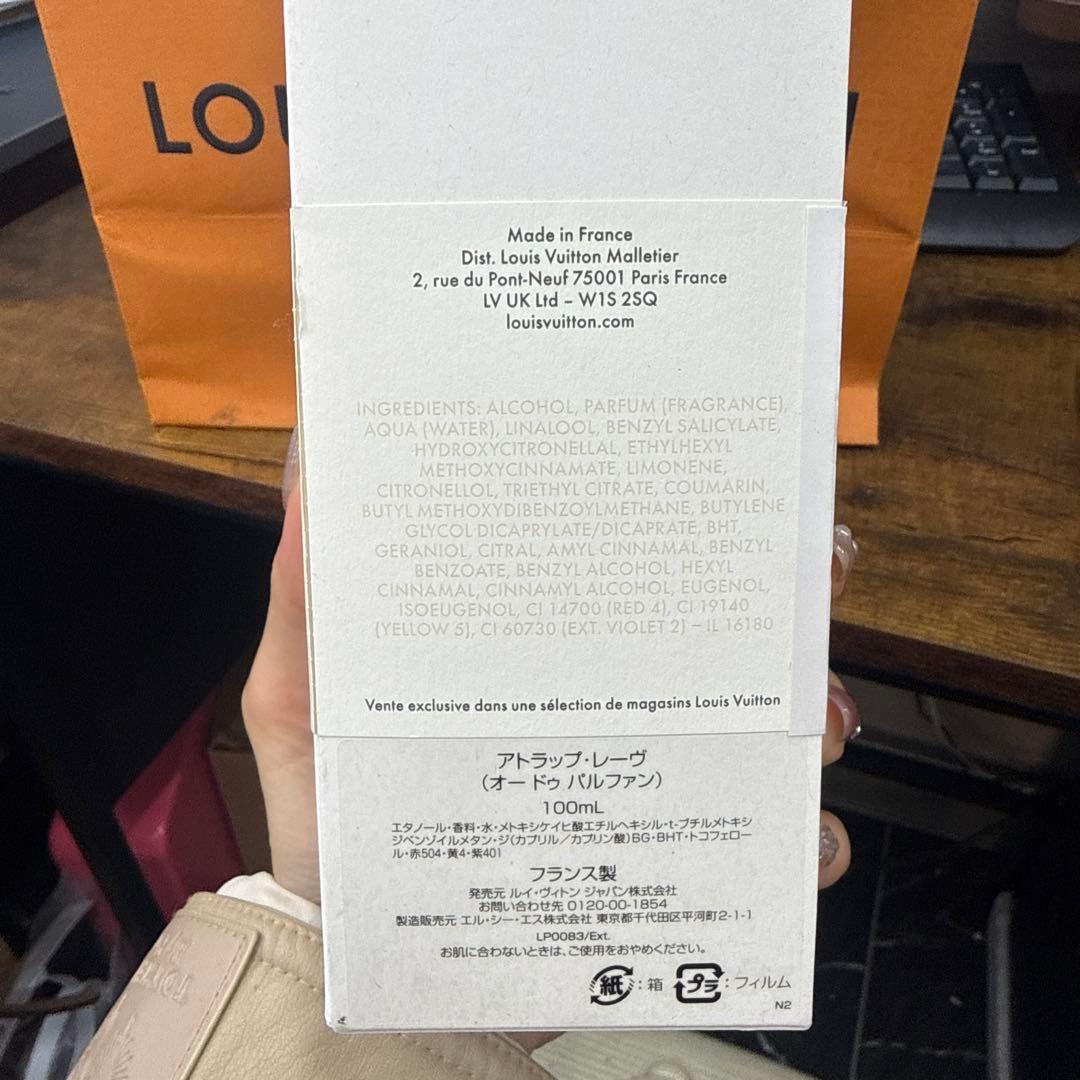 LOU
Made in France
Dist. Louis Vuitton Malletier
2, rue du Pont-Neuf 75001 Paris France
LV UK Ltd – W1S 2SQ
louisvuitton.com
INGREDIENTS: ALCOHOL, PARFUM (FRAGRANCE),
AQUA (WATER), LINALOOL, BENZYL SALICYLATE,
HYDROXYCITRONELLAL, ETHYLHEXYL
METHOXYCINNAMATE, LIMONENE,
CITRONELLOL, TRIETHYL CITRATE, COUMARIN,
BUTYL METHOXYDIBENZOYLMETHANE, BUTYLENE
GLYCOL DICAPRYLATE/DICAPRATE, BHT,
GERANIOL, CITRAL, AMYL CINNAMAL, BENZYL
BENZOATE, BENZYL ALCOHOL, HEXYL
CINNAMAL, CINNAMYL ALCOHOL, EUGENOL,
ISOEUGENOL, CI 14700 (RED 4), CI 19140
(YELLOW 5), CI 60730 (EXT. VIOLET 2) – IL 16180
Vente exclusive dans une sélection de magasins Louis Vuitton
アトラップ・レーヴ
(オー ドゥ パルファン)
100mL
エタノール・香料・水・メトキシケイヒ酸エチルヘキシル・t-ブチルメトキシ
ジベンゾイルメタン・ジ(カプリル/カプリン酸)BG・BHT・トコフェロ
ール・赤504・黄4・紫401
フランス製
発売元 ルイ・ヴィトン ジャパン株式会社
お問い合わせ先 0120-00-1854
製造販売元 エル・シー・エス株式会社 東京都千代田区平河町2-1-1
LP0083/Ext.
お肌に合わないときは、ご使用をおやめください。
紙:箱 プラ:フィルム
N2